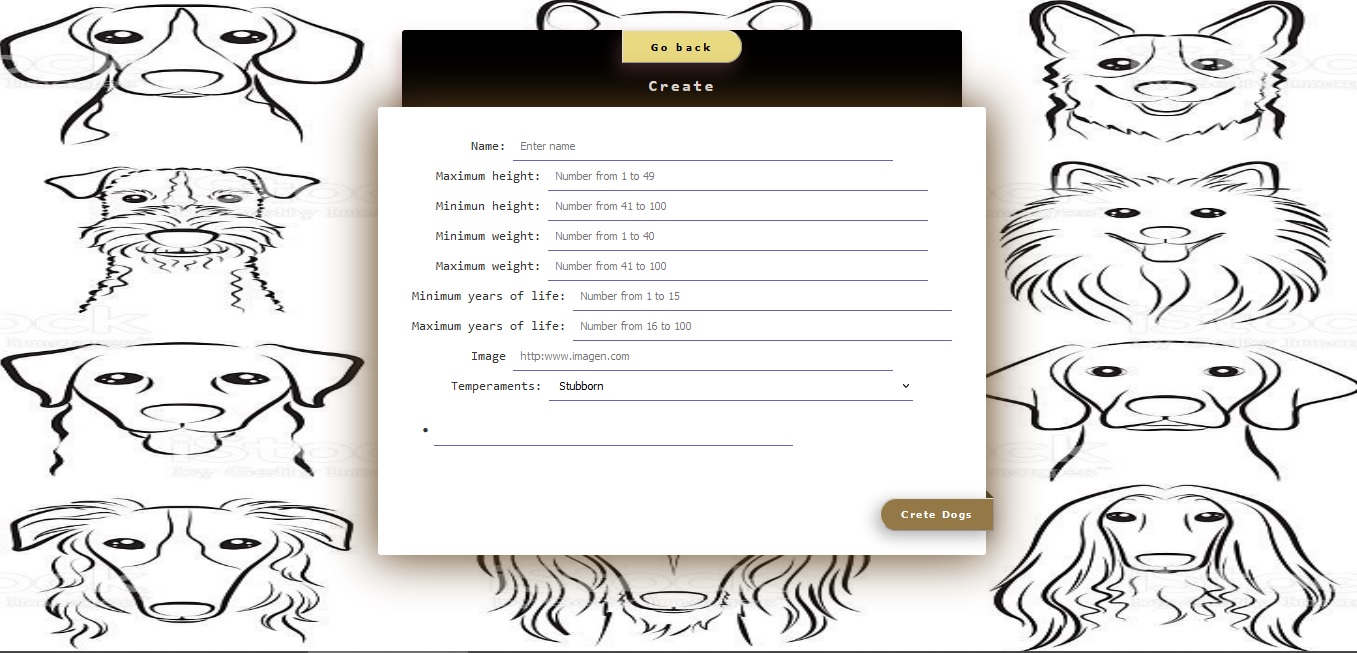 Go back
Create
Name: Enter name
Maximum height: Number from 1 to 49
Minimun height: Number from 41 to 100
Minimum weight: Number from 1 to 40
Maximum weight: Number from 41 to 100
Minimum years of life: Number from 1 to 15
Maximum years of life: Number from 16 to 100
Image http:www.imagen.com
Temperaments: Stubborn
Crete Dogs